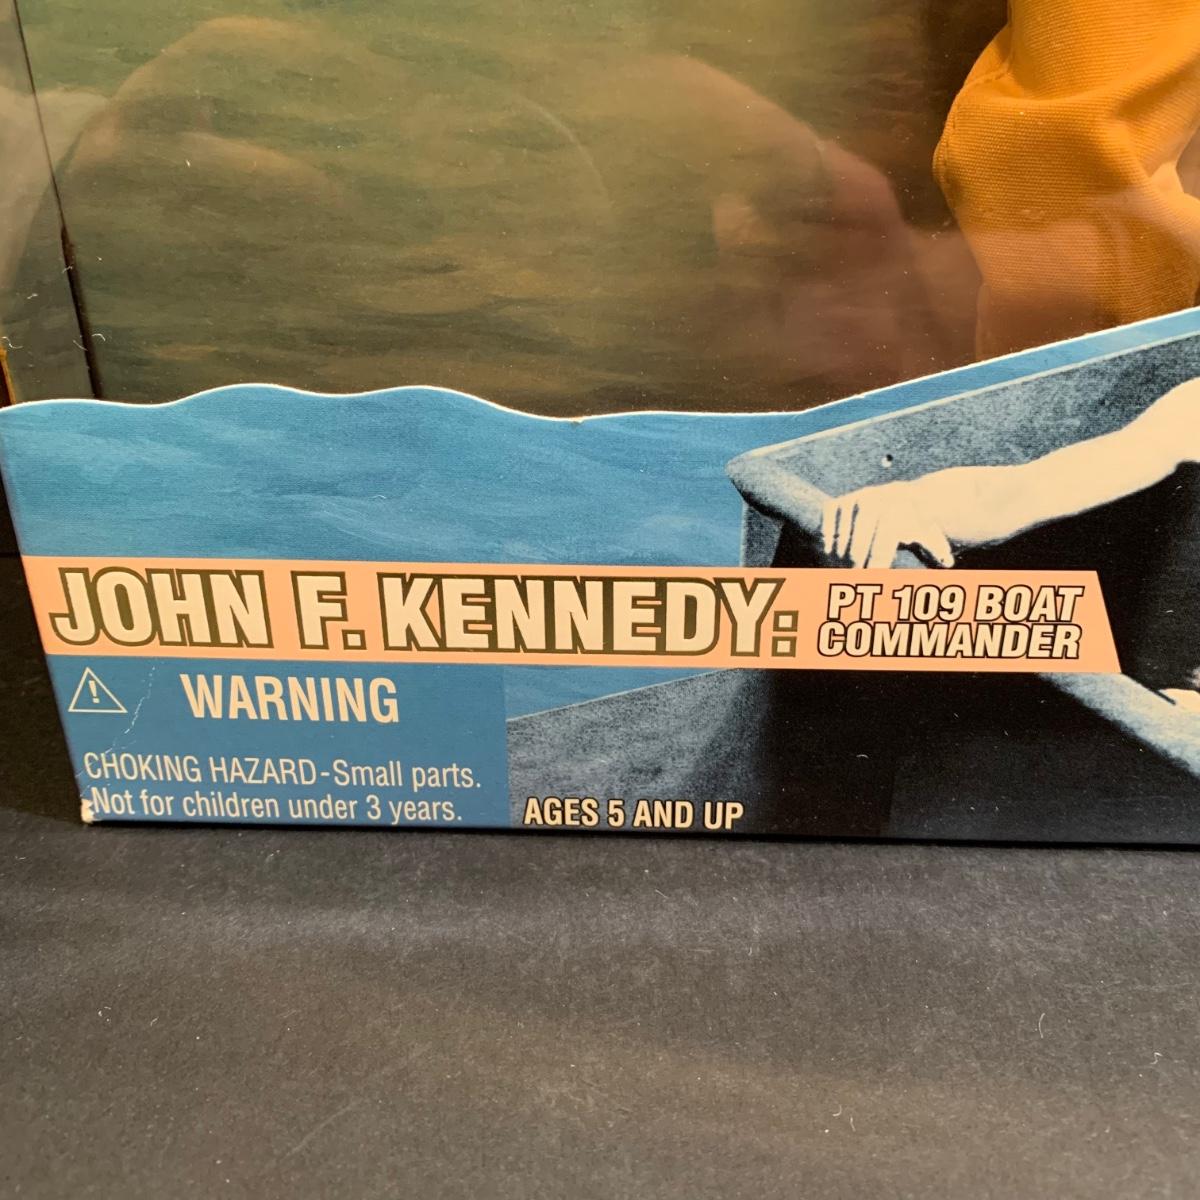 JOHN F. KENNEDY: PT 109 BOAT
COMMANDER
WARNING
CHOKING HAZARD-Small parts.
Not for children under 3 years.
AGES 5 AND UP